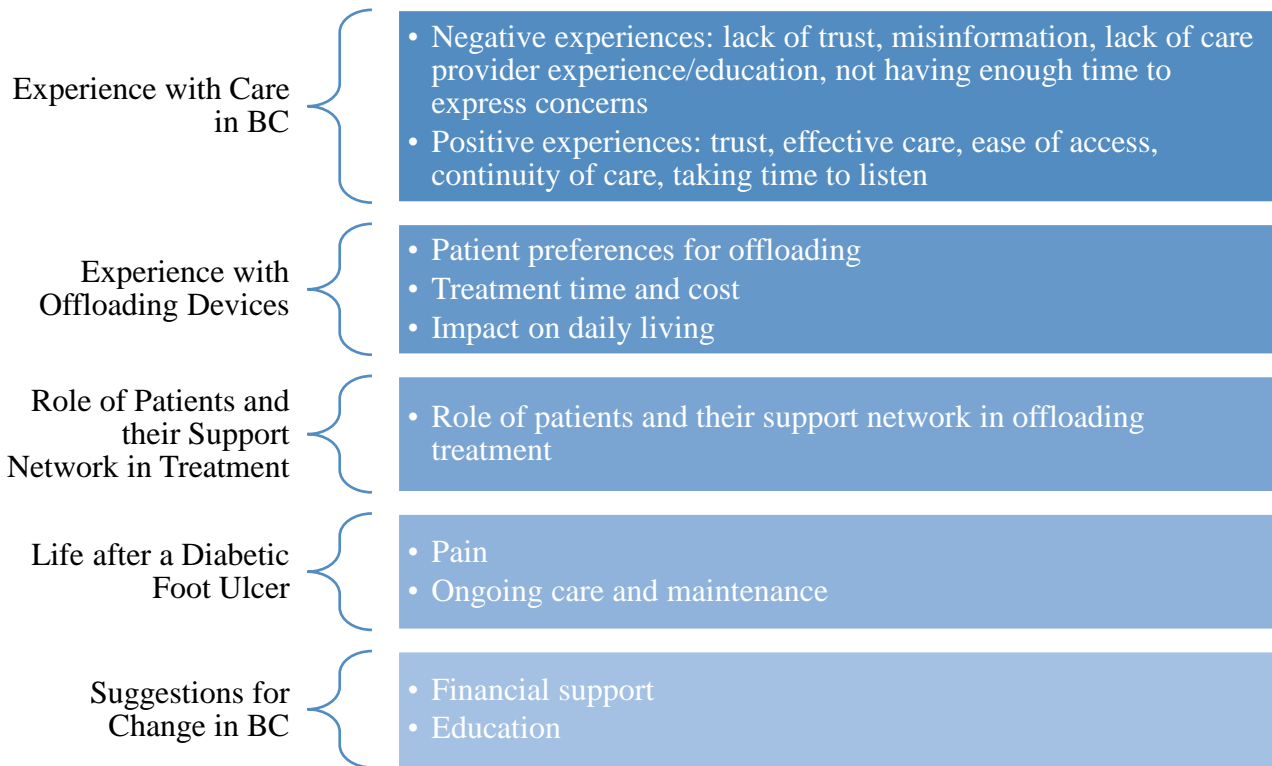 Experience with Care
in BC
• Negative experiences: lack of trust, misinformation, lack of care
provider experience/education, not having enough time to
express concerns
• Positive experiences: trust, effective care, ease of access,
continuity of care, taking time to listen
Experience with
Offloading Devices
• Patient preferences for offloading
• Treatment time and cost
• Impact on daily living
Role of Patients and
their Support
Network in Treatment
• Role of patients and their support network in offloading
treatment
Life after a Diabetic
Foot Ulcer
• Pain
• Ongoing care and maintenance
Suggestions for
Change in BC
• Financial support
• Education